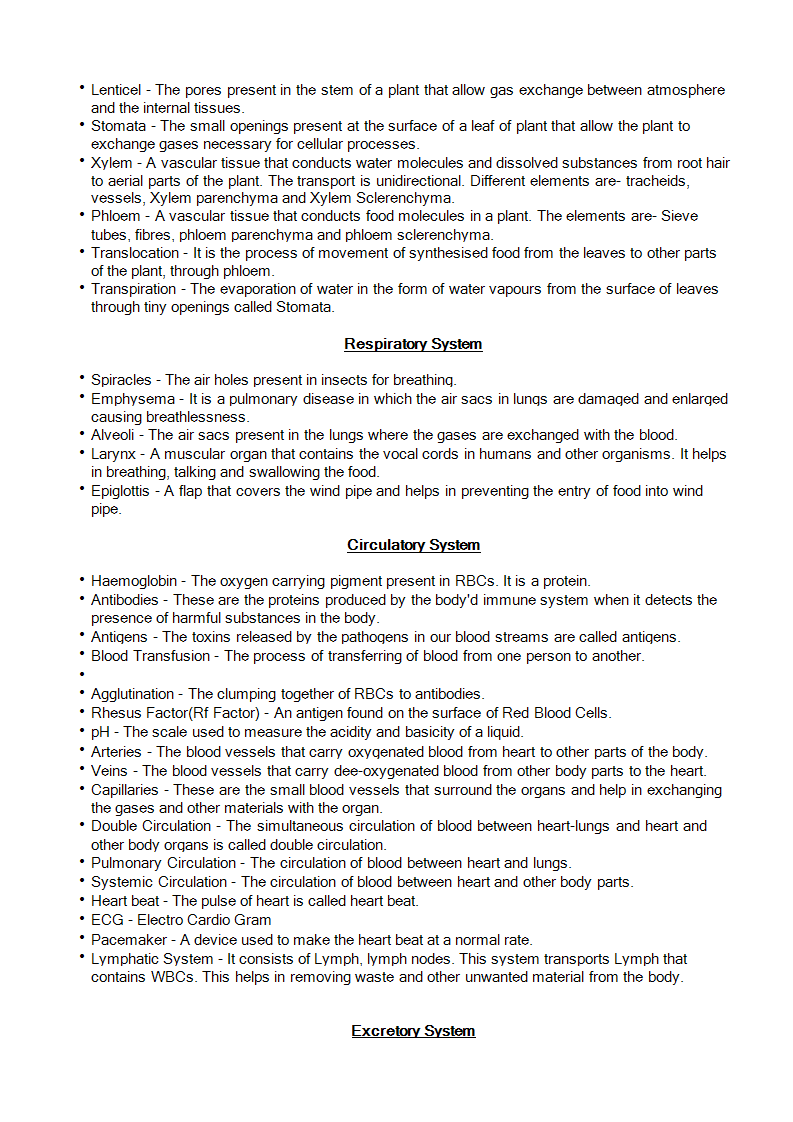 • Lenticel - The pores present in the stem of a plant that allow gas exchange between atmosphere
and the internal tissues.
• Stomata - The small openings present at the surface of a leaf of plant that allow the plant to
exchange gases necessary for cellular processes.
• Xylem - A vascular tissue that conducts water molecules and dissolved substances from root hair
to aerial parts of the plant. The transport is unidirectional. Different elements are- tracheids,
vessels, Xylem parenchyma and Xylem Sclerenchyma.
• Phloem - A vascular tissue that conducts food molecules in a plant. The elements are- Sieve
tubes, fibres, phloem parenchyma and phloem sclerenchyma.
• Translocation - It is the process of movement of synthesised food from the leaves to other parts
of the plant, through phloem.
• Transpiration - The evaporation of water in the form of water vapours from the surface of leaves
through tiny openings called Stomata.
Respiratory System
• Spiracles - The air holes present in insects for breathing.
• Emphysema - It is a pulmonary disease in which the air sacs in lungs are damaged and enlarged
causing breathlessness.
• Alveoli - The air sacs present in the lungs where the gases are exchanged with the blood.
• Larynx - A muscular organ that contains the vocal cords in humans and other organisms. It helps
in breathing, talking and swallowing the food.
• Epiglottis - A flap that covers the wind pipe and helps in preventing the entry of food into wind
pipe.
Circulatory System
• Haemoglobin - The oxygen carrying pigment present in RBCs. It is a protein.
• Antibodies - These are the proteins produced by the body'd immune system when it detects the
presence of harmful substances in the body.
• Antigens - The toxins released by the pathogens in our blood streams are called antigens.
• Blood Transfusion - The process of transferring of blood from one person to another.
•
• Agglutination - The clumping together of RBCs to antibodies.
• Rhesus Factor(Rf Factor) - An antigen found on the surface of Red Blood Cells.
• pH - The scale used to measure the acidity and basicity of a liquid.
• Arteries - The blood vessels that carry oxygenated blood from heart to other parts of the body.
• Veins - The blood vessels that carry dee-oxygenated blood from other body parts to the heart.
• Capillaries - These are the small blood vessels that surround the organs and help in exchanging
the gases and other materials with the organ.
• Double Circulation - The simultaneous circulation of blood between heart-lungs and heart and
other body organs is called double circulation.
• Pulmonary Circulation - The circulation of blood between heart and lungs.
• Systemic Circulation - The circulation of blood between heart and other body parts.
• Heart beat - The pulse of heart is called heart beat.
• ECG - Electro Cardio Gram
• Pacemaker - A device used to make the heart beat at a normal rate.
• Lymphatic System - It consists of Lymph, lymph nodes. This system transports Lymph that
contains WBCs. This helps in removing waste and other unwanted material from the body.
Excretory System